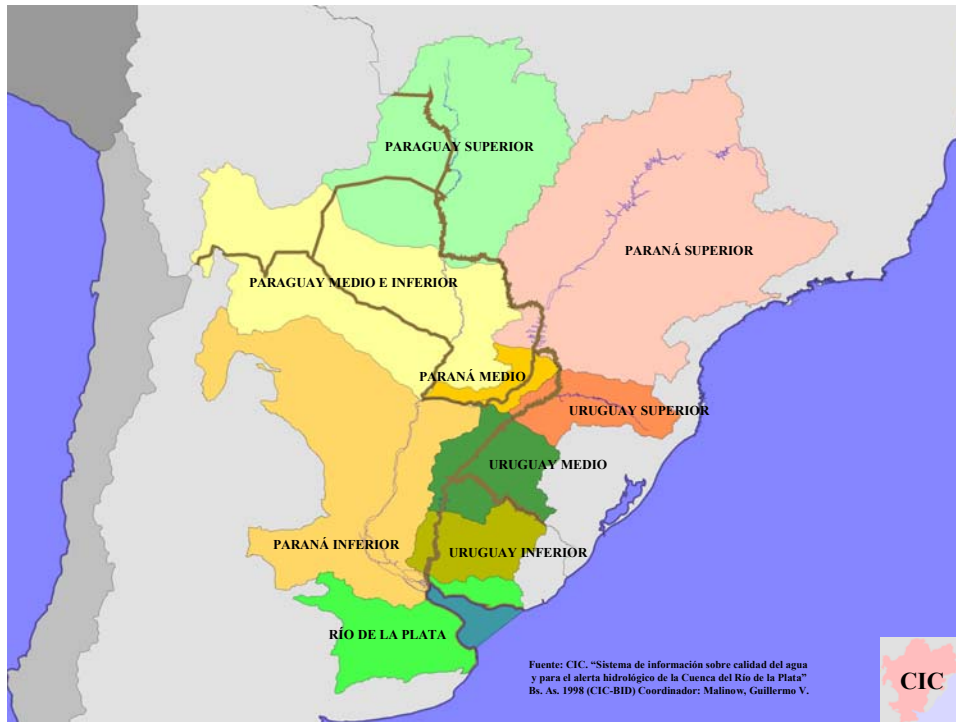 PARAGUAY SUPERIOR
PARANÁ SUPERIOR
PARAGUAY MEDIO E INFERIOR
PARANÁ MEDIO
URUGUAY SUPERIOR
URUGUAY MEDIO
PARANÁ INFERIOR
URUGUAY INFERIOR
RÍO DE LA PLATA
Fuente: CIC. “Sistema de información sobre calidad del agua
y para el alerta hidrológico de la Cuenca del Río de la Plata”
Bs. As. 1998 (CIC-BID) Coordinador: Malinow, Guillermo V.
CIC